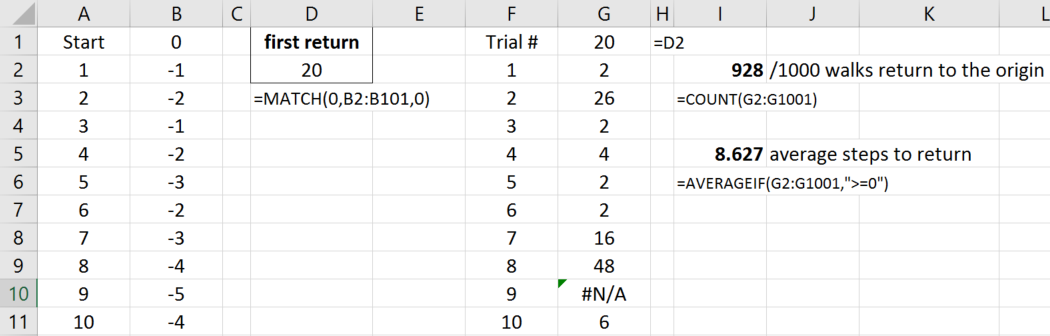 A B C D E F G H I J K L
1 Start 0 first return Trial # 20 =D2
2 1 -1 20 1 2 928 /1000 walks return to the origin
3 2 -2 =MATCH(0,B2:B101,0) 2 26 =COUNT(G2:G1001)
4 3 -1 3 2
5 4 -2 4 4 8.627 average steps to return
6 5 -3 5 2 =AVERAGEIF(G2:G1001,">=0")
7 6 -2 6 2
8 7 -3 7 16
9 8 -4 8 48
10 9 -5 9 #N/A
11 10 -4 10 6